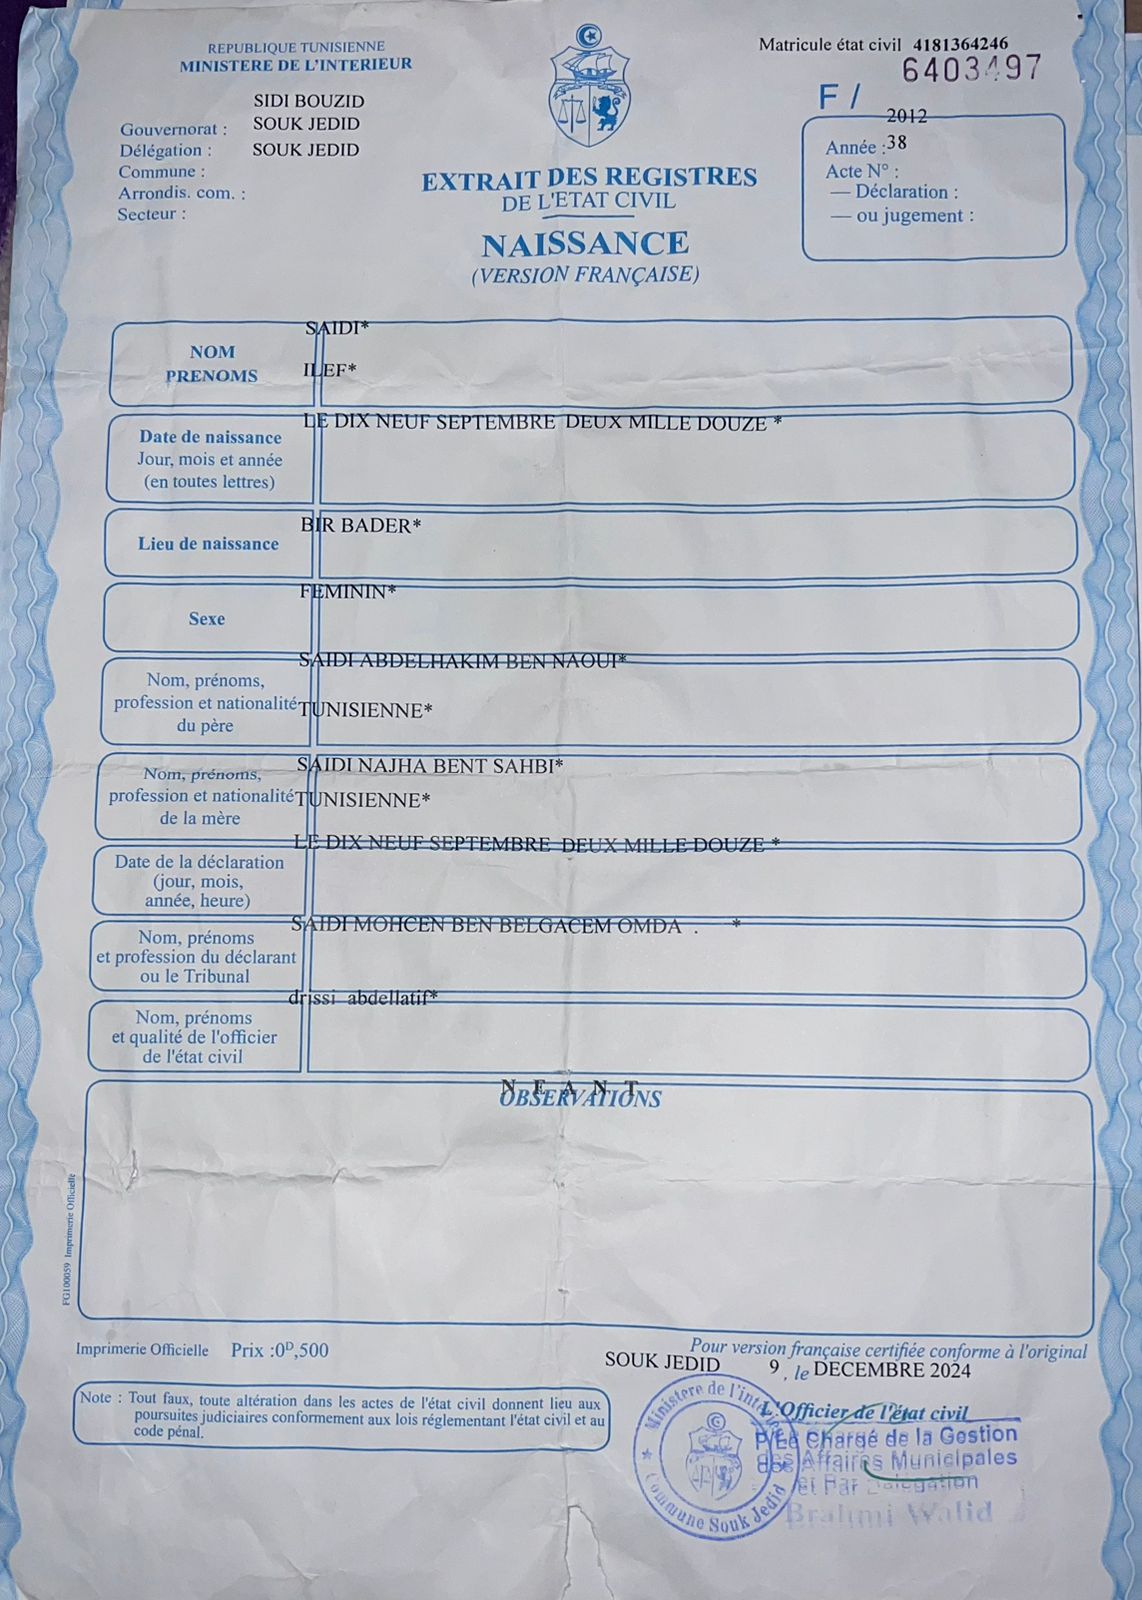 REPUBLIQUE TUNISIENNE
MINISTERE DE L'INTERIEUR
SIDI BOUZID
Gouvernorat : SOUK JEDID
Délégation : SOUK JEDID
Commune :
Arrondis. com. :
Secteur :
EXTRAIT DES REGISTRES
DE L'ETAT CIVIL
NAISSANCE
(VERSION FRANÇAISE)
Matricule état civil 4181364246
6403497
F /
2012
Année :38
Acte N° :
— Déclaration :
— ou jugement :
SAIDI*
NOM
PRENOMS
ILEF*
LE DIX NEUF SEPTEMBRE DEUX MILLE DOUZE *
Date de naissance
Jour, mois et année
(en toutes lettres)
BIR BADER*
Lieu de naissance
FEMININ*
Sexe
SAIDI ABDELHAKIM BEN NAOUI*
Nom, prénoms,
profession et nationalité
du père
TUNISIENNE*
SAIDI NAJHA BENT SAHBI*
Nom, prénoms,
profession et nationalité
de la mère
TUNISIENNE*
LE DIX NEUF SEPTEMBRE DEUX MILLE DOUZE *
Date de la déclaration
(jour, mois,
année, heure)
SAIDI MOHCEN BEN BELGACEM OMDA . *
Nom, prénoms
et profession du déclarant
ou le Tribunal
drissi abdellatif*
Nom, prénoms
et qualité de l'officier
de l'état civil
N E A N T
OBSERVATIONS
FG100059 Imprimerie Officielle
Imprimerie Officielle Prix :0ᴰ,500
Pour version française certifiée conforme à l'original
SOUK JEDID 9 , le DECEMBRE 2024
Note : Tout faux, toute altération dans les actes de l'état civil donnent lieu aux
poursuites judiciaires conformement aux lois réglementant l'état civil et au
code pénal.
L'Officier de l'état civil
P/Le Chargé de la Gestion
des Affaires Municipales
et Par Delegation
Brahmi Walid
Ministere de l'interieur
Commune Souk Jedid